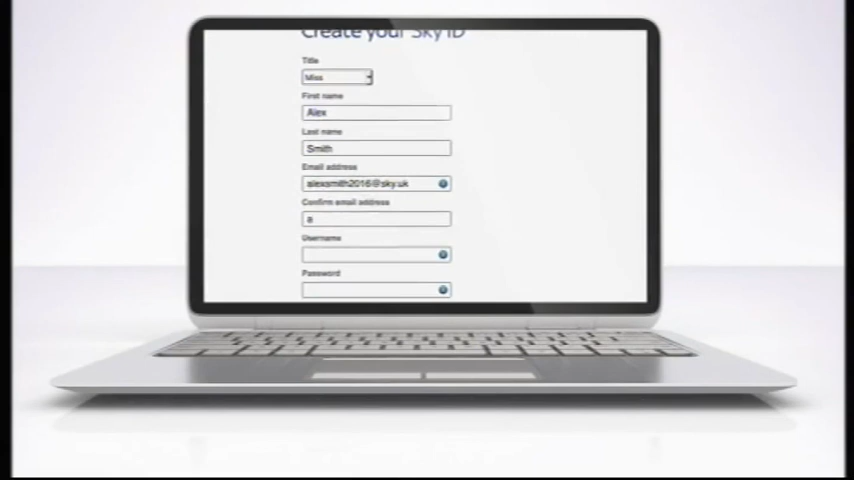 Create your Sky ID
Title
Miss
First name
Alex
Last name
Smith
Email address
alexsmith2016@sky.uk
Confirm email address
a
Username
Password